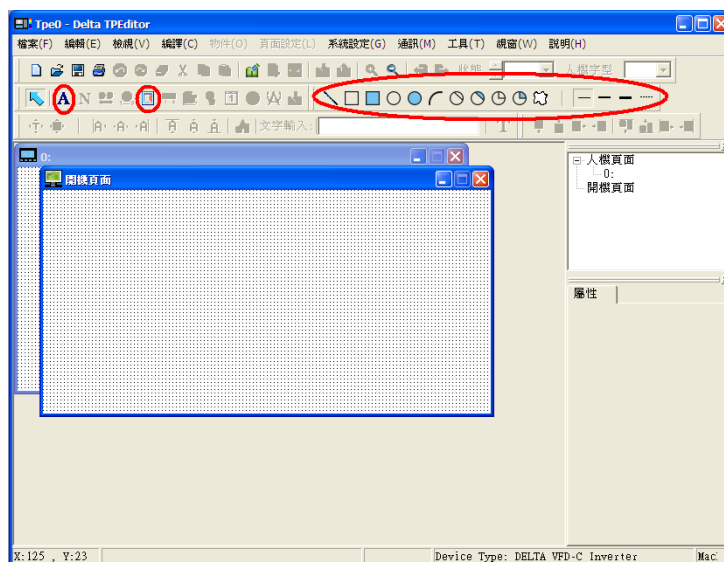 Tpe0 - Delta TPEditor
檔案(F) 編輯(E) 檢視(V) 編譯(C) 物件(O) 頁面設定(L) 系統設定(G) 通訊(M) 工具(T) 視窗(W) 說明(H)
狀態 人機字型
A N
文字輸入:
0:
開機頁面
人機頁面
0:
開機頁面
屬性
X:125 , Y:23 Device Type: DELTA VFD-C Inverter Mac